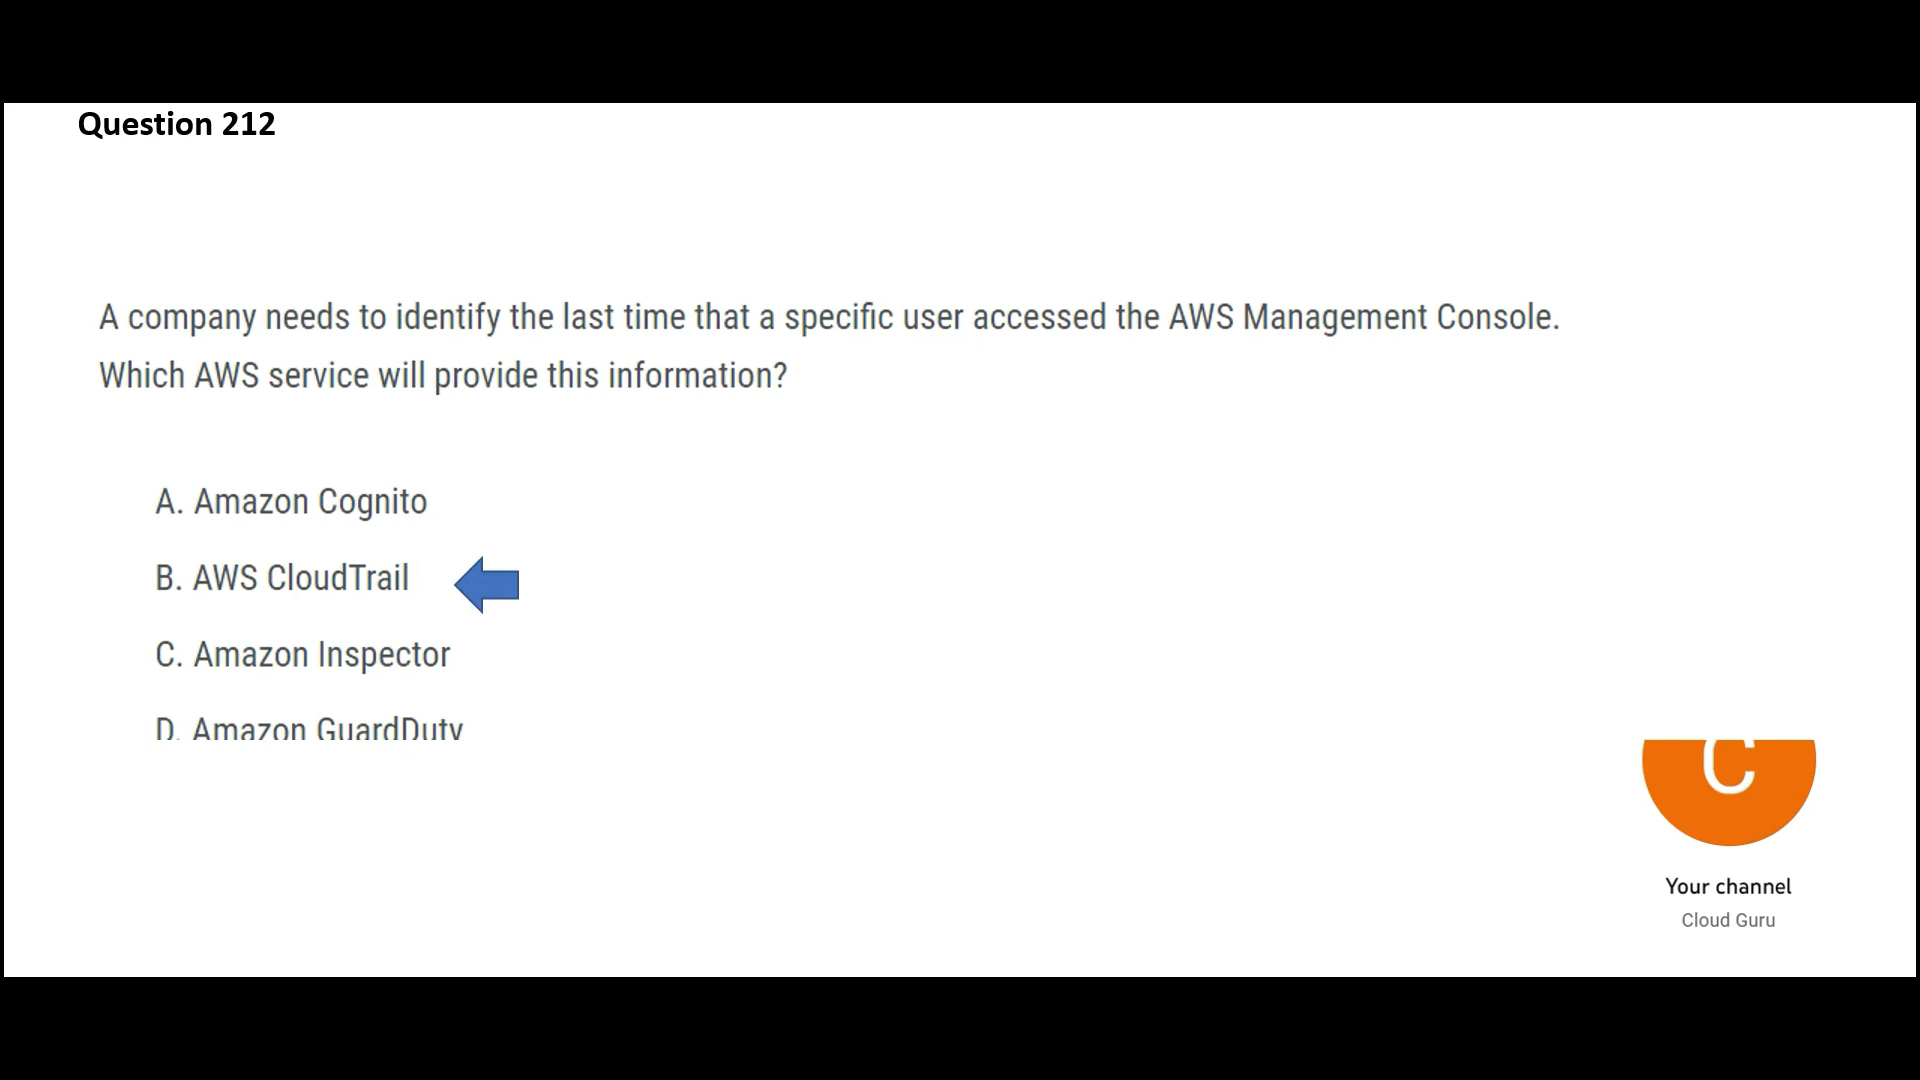 Question 212
A company needs to identify the last time that a specific user accessed the AWS Management Console.
Which AWS service will provide this information?
A. Amazon Cognito
B. AWS CloudTrail
C. Amazon Inspector
D. Amazon GuardDuty
C
Your channel
Cloud Guru